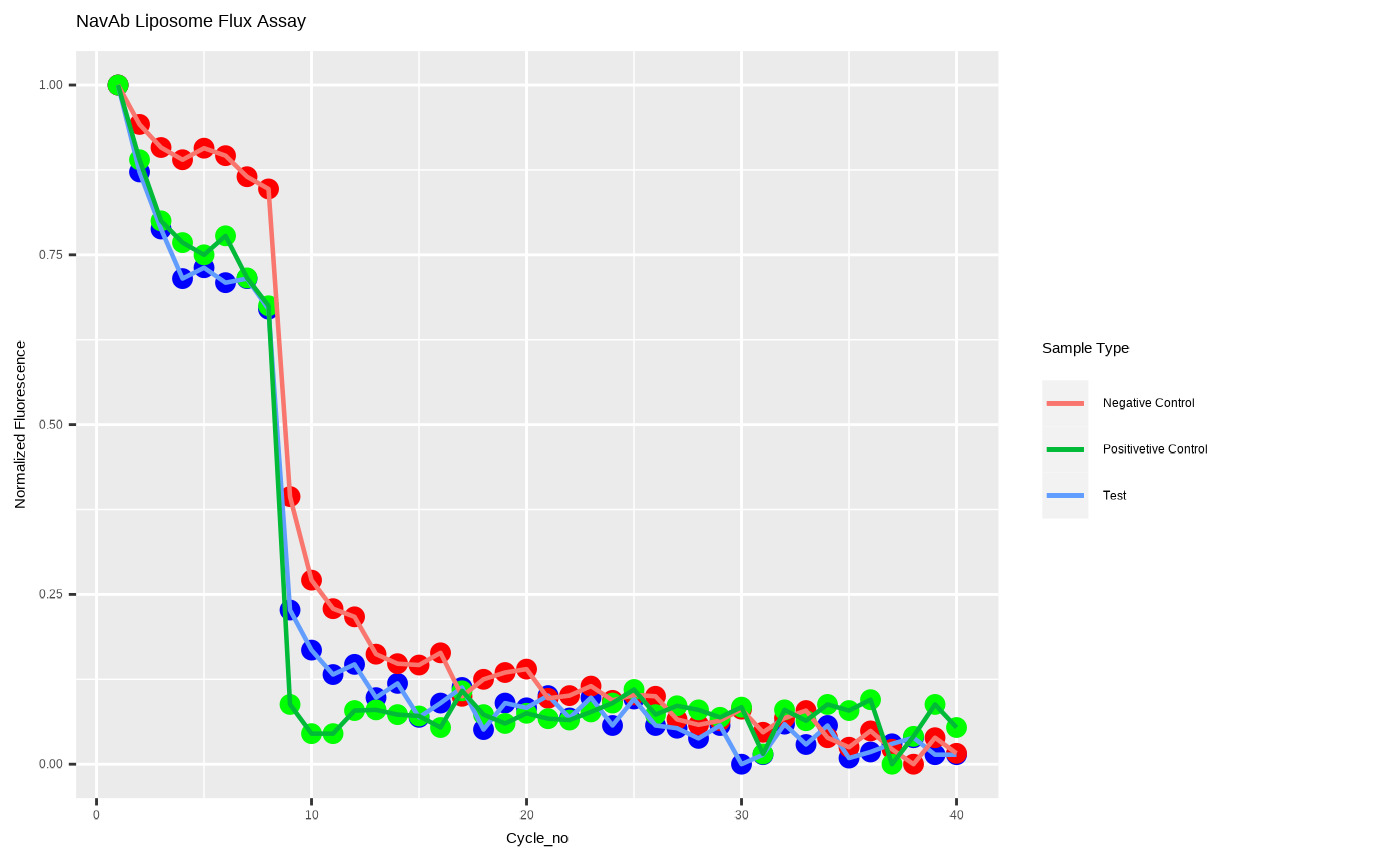 NavAb Liposome Flux Assay
1.00
0.75
0.50
0.25
0.00
Normalized Fluorescence
0 10 20 30 40
Cycle_no
Sample Type
Negative Control
Positivetive Control
Test